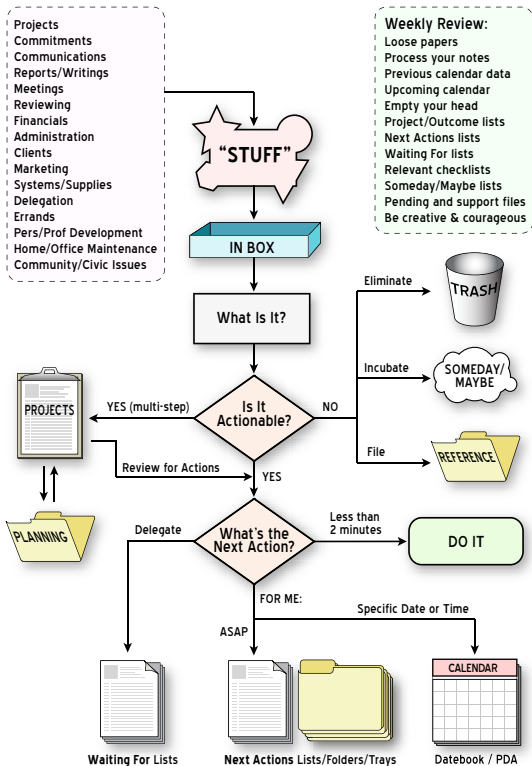 Projects
Commitments
Communications
Reports/Writings
Meetings
Reviewing
Financials
Administration
Clients
Marketing
Systems/Supplies
Delegation
Errands
Pers/Prof Development
Home/Office Maintenance
Community/Civic Issues
Weekly Review:
Loose papers
Process your notes
Previous calendar data
Upcoming calendar
Empty your head
Project/Outcome lists
Next Actions lists
Waiting For lists
Relevant checklists
Someday/Maybe lists
Pending and support files
Be creative & courageous
“STUFF”
IN BOX
What Is It?
Eliminate
TRASH
Is It
Actionable?
YES (multi-step)
NO
Incubate
SOMEDAY/
MAYBE
File
REFERENCE
PROJECTS
Review for Actions
YES
PLANNING
Delegate
What's the
Next Action?
Less than
2 minutes
DO IT
FOR ME:
ASAP
Specific Date or Time
CALENDAR
Waiting For Lists
Next Actions Lists/Folders/Trays
Datebook / PDA